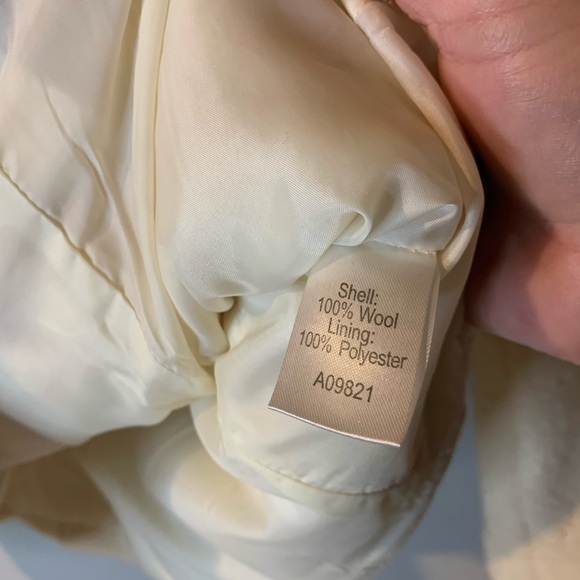 Shell:
100% Wool
Lining:
100% Polyester
A09821